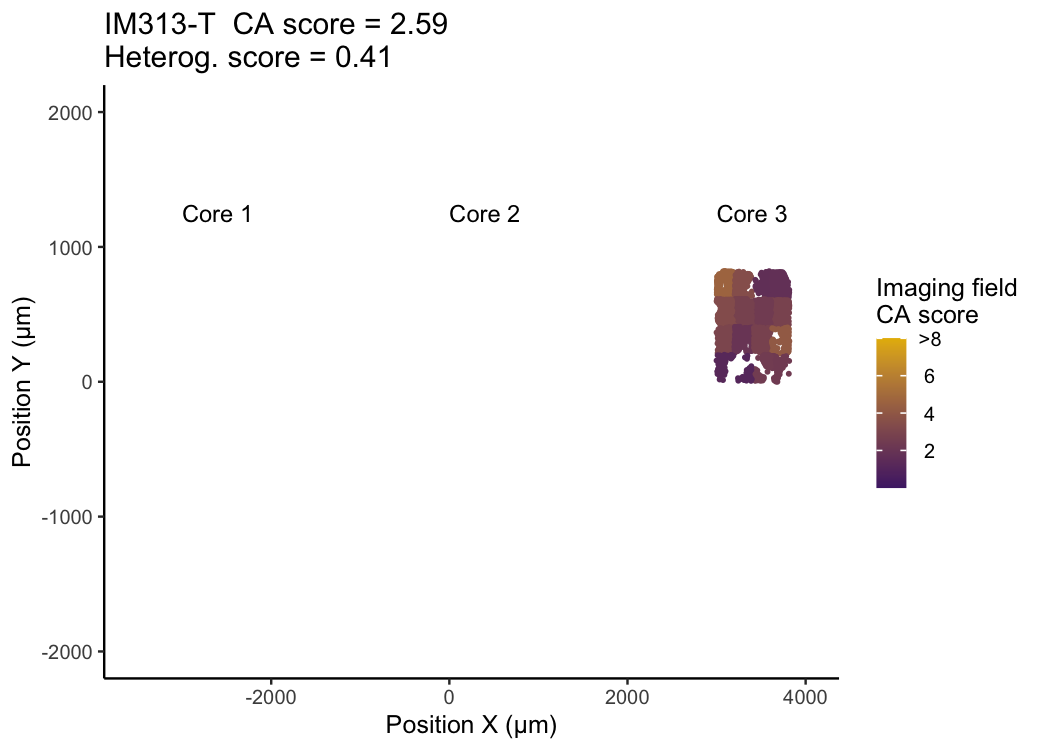 IM313-T  CA score = 2.59
Heterog. score = 0.41
2000
1000
0
-1000
-2000
Position Y (µm)
Core 1
Core 2
Core 3
-2000
0
2000
4000
Position X (µm)
Imaging field
CA score
>8
6
4
2